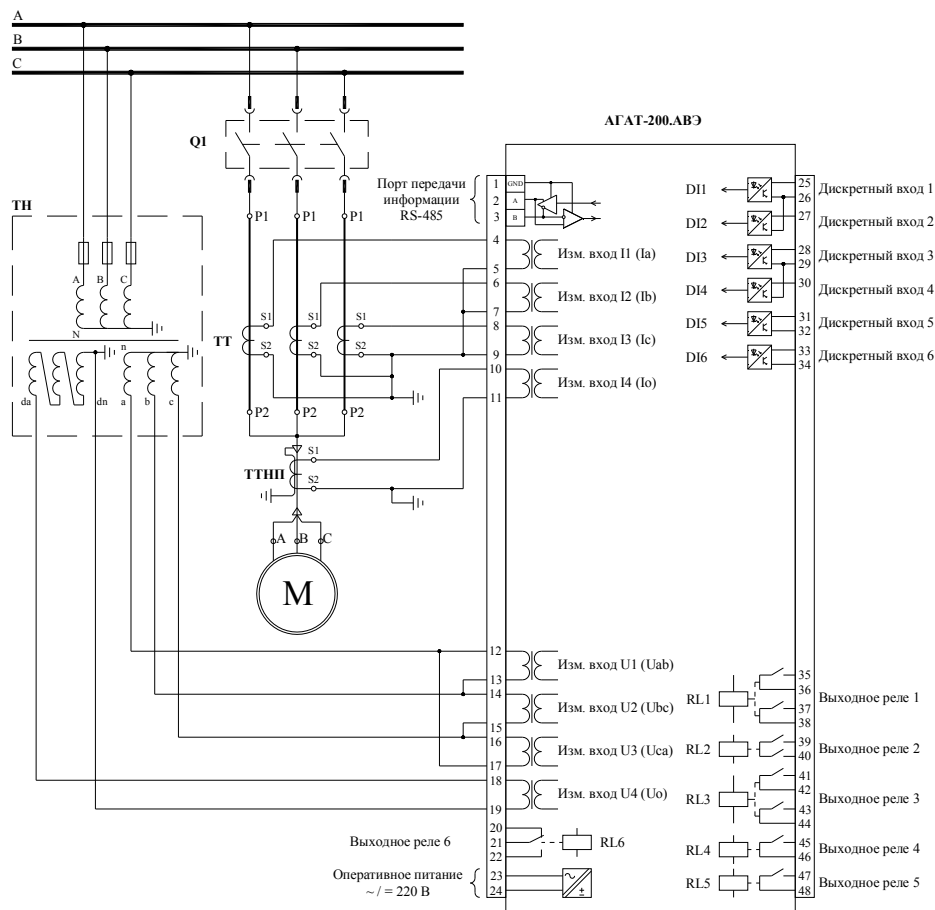 A
B
C
Q1
АГАТ-200.АВЭ
ТН
A
B
C
N
n
da
dn
a
b
c
P1
P1
P1
ТТ
S1
S1
S1
S2
S2
S2
P2
P2
P2
ТТНП
S1
S2
A
B
C
M
Порт передачи
информации
RS-485
1 GND
2 A
3 B
4
Изм. вход I1 (Ia)
5
6
Изм. вход I2 (Ib)
7
8
Изм. вход I3 (Ic)
9
10
Изм. вход I4 (Io)
11
12
Изм. вход U1 (Uab)
13
14
Изм. вход U2 (Ubc)
15
16
Изм. вход U3 (Uca)
17
18
Изм. вход U4 (Uo)
19
20
Выходное реле 6
21
RL6
22
Оперативное питание
~ / = 220 В
23
24
~
±
DI1
25
Дискретный вход 1
26
DI2
27
Дискретный вход 2
DI3
28
Дискретный вход 3
29
DI4
30
Дискретный вход 4
DI5
31
Дискретный вход 5
32
DI6
33
Дискретный вход 6
34
35
RL1
36
Выходное реле 1
37
38
RL2
39
Выходное реле 2
40
41
RL3
42
Выходное реле 3
43
44
RL4
45
Выходное реле 4
46
RL5
47
Выходное реле 5
48